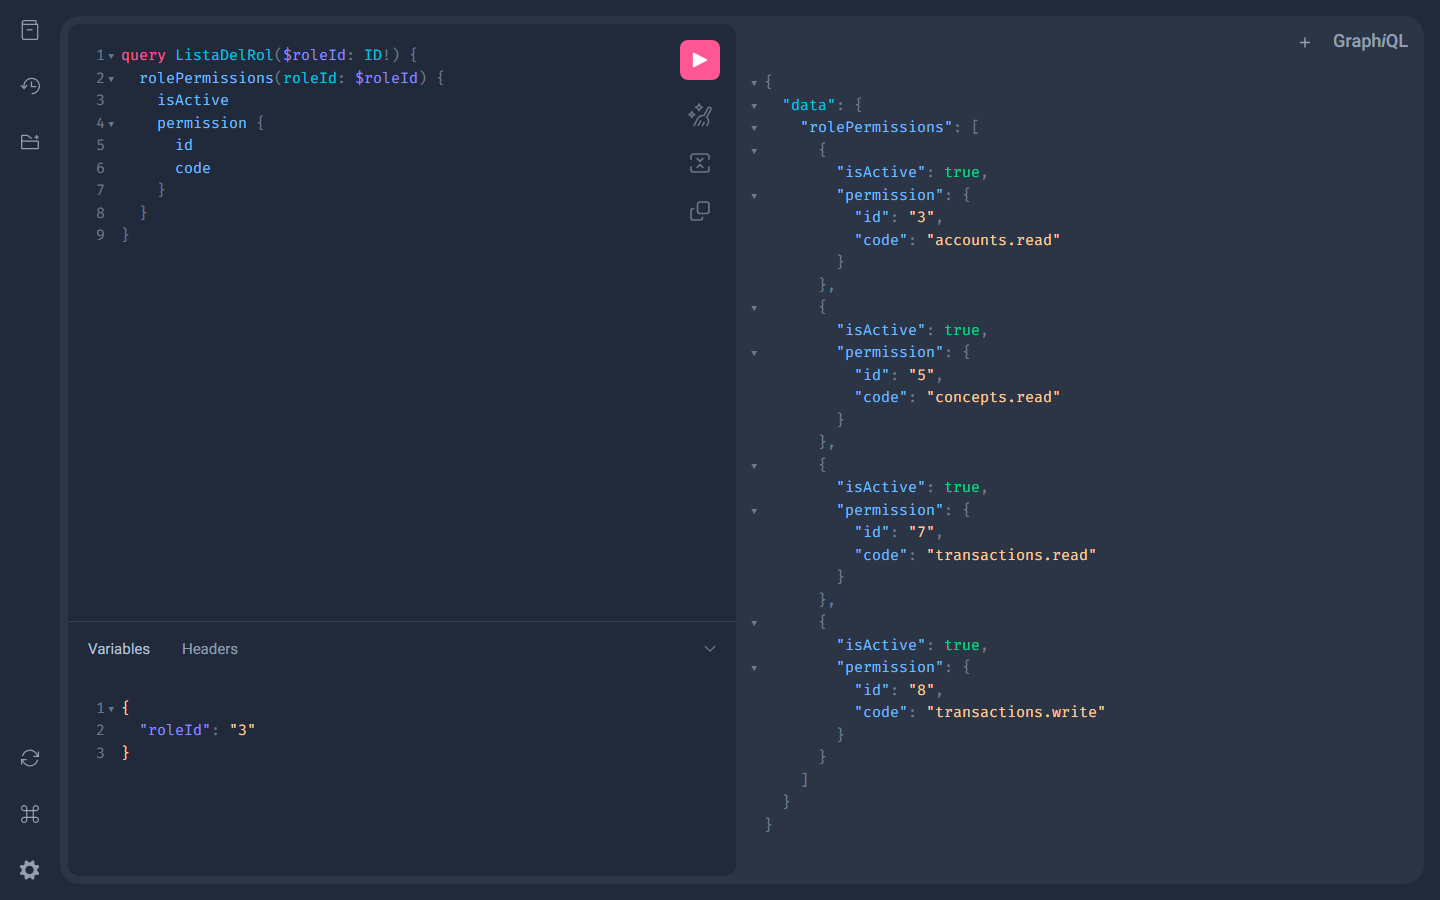 query ListaDelRol($roleId: ID!) {
  rolePermissions(roleId: $roleId) {
    isActive
    permission {
      id
      code
    }
  }
}
1
2
3
4
5
6
7
8
9
Variables Headers
1 {
2   "roleId": "3"
3 }
+ GraphiQL
{
  "data": {
    "rolePermissions": [
      {
        "isActive": true,
        "permission": {
          "id": "3",
          "code": "accounts.read"
        }
      },
      {
        "isActive": true,
        "permission": {
          "id": "5",
          "code": "concepts.read"
        }
      },
      {
        "isActive": true,
        "permission": {
          "id": "7",
          "code": "transactions.read"
        }
      },
      {
        "isActive": true,
        "permission": {
          "id": "8",
          "code": "transactions.write"
        }
      }
    ]
  }
}